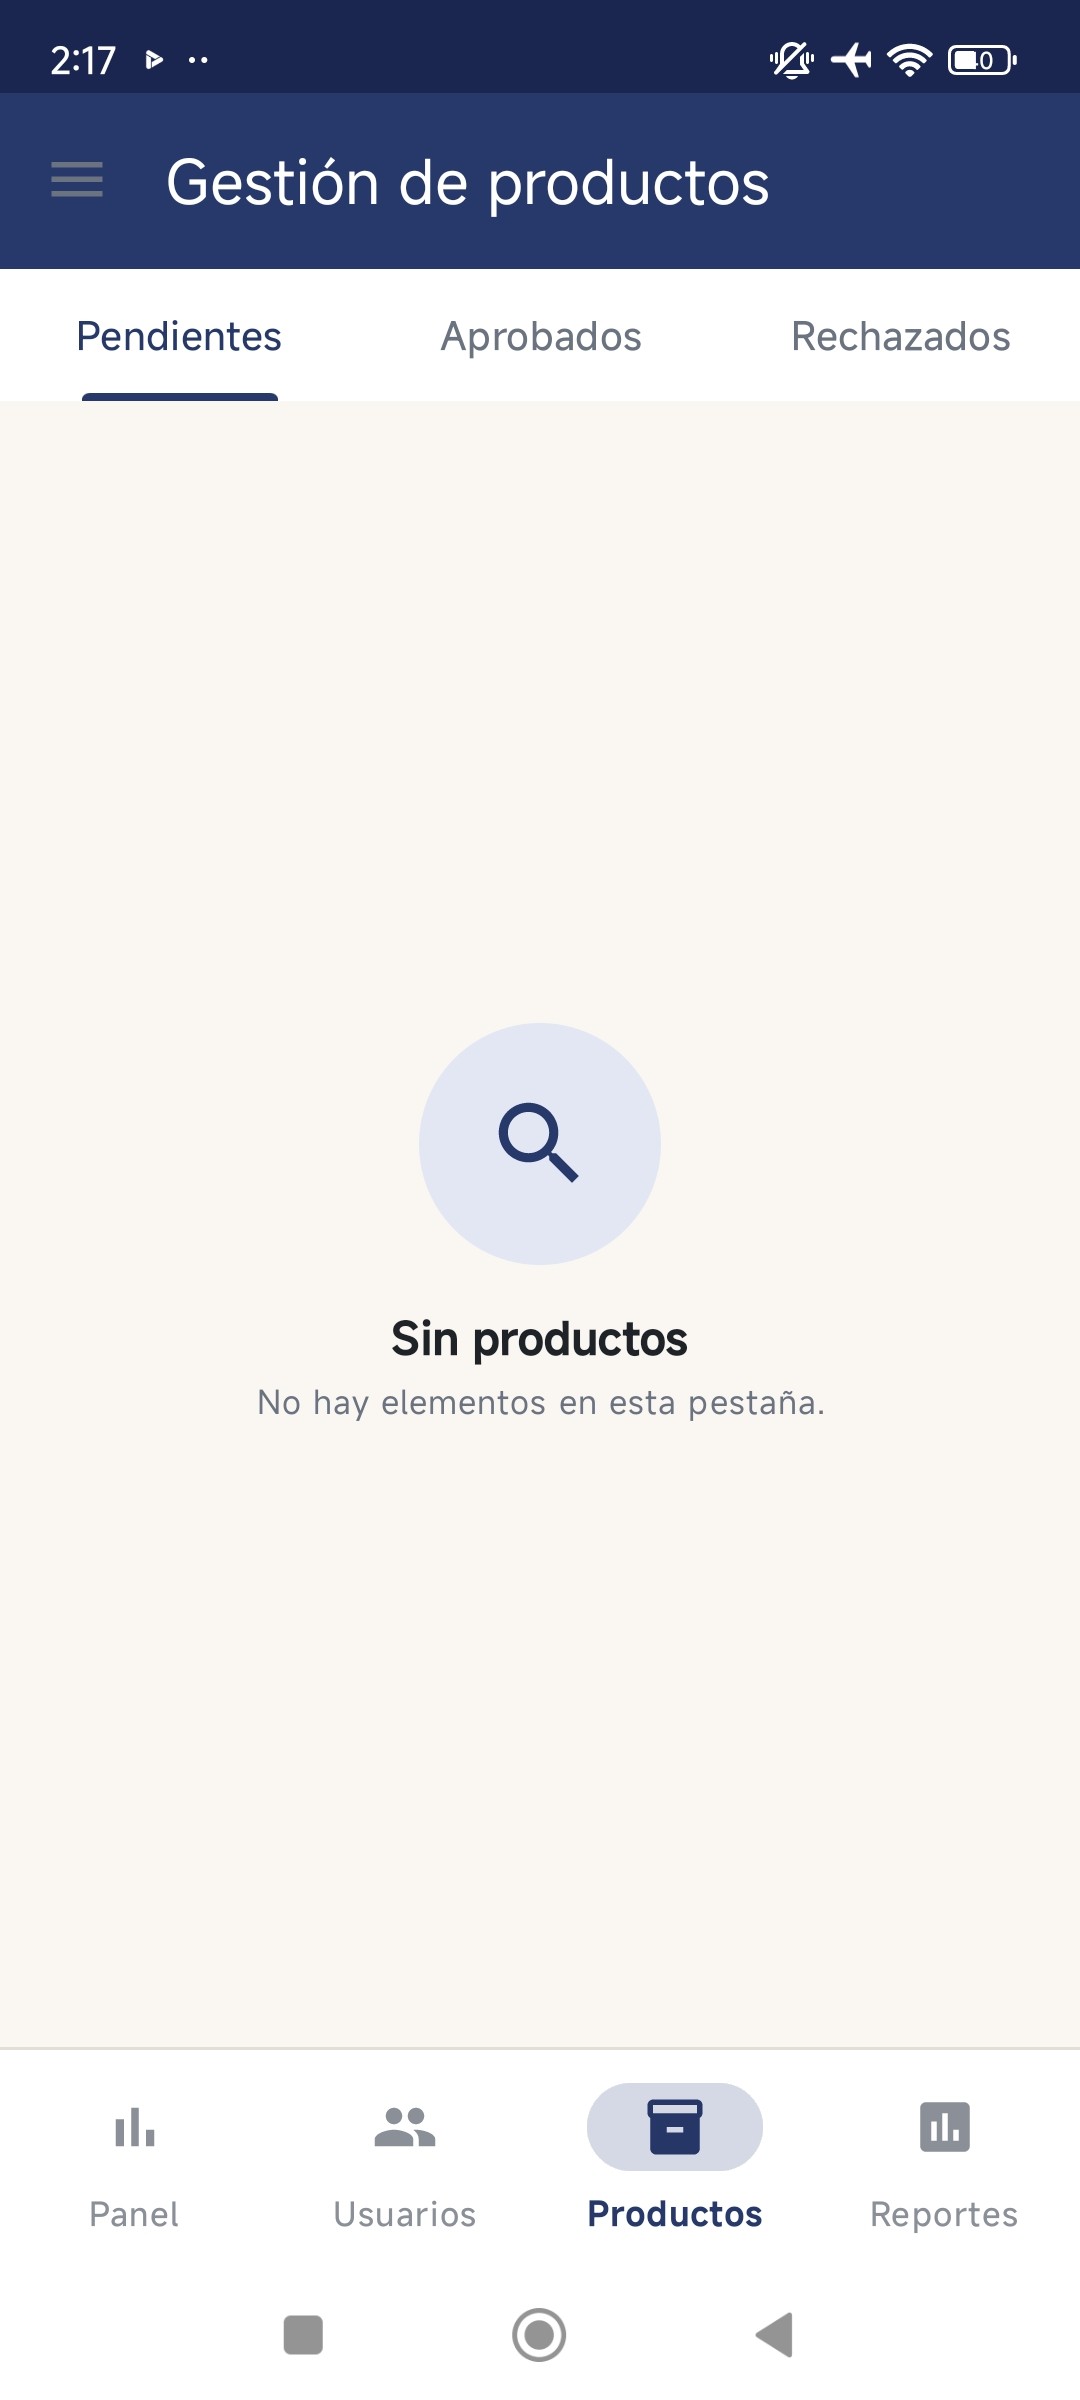 2:17
Gestión de productos
Pendientes Aprobados Rechazados
Sin productos
No hay elementos en esta pestaña.
Panel Usuarios Productos Reportes